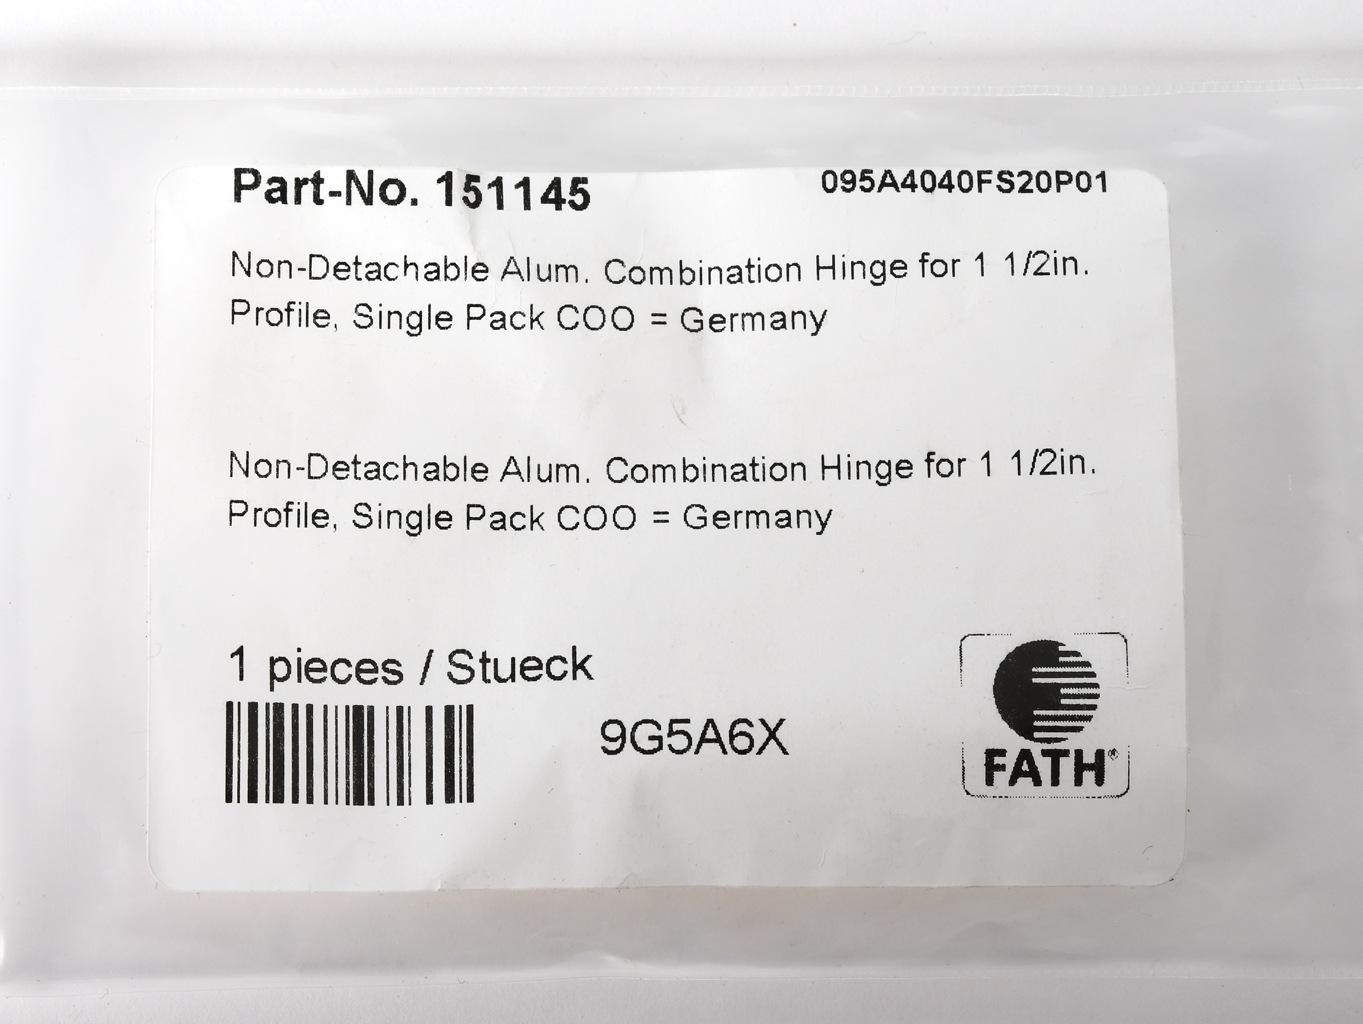 Part-No. 151145
095A4040FS20P01
Non-Detachable Alum. Combination Hinge for 1 1/2in.
Profile, Single Pack COO = Germany
Non-Detachable Alum. Combination Hinge for 1 1/2in.
Profile, Single Pack COO = Germany
1 pieces / Stueck
9G5A6X
FATH®